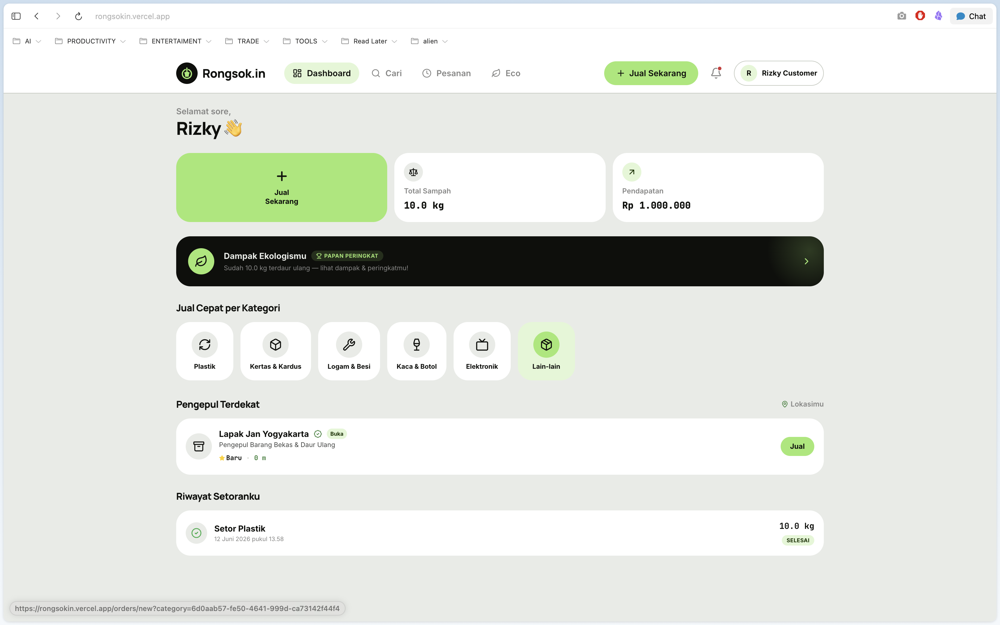 rongsokin.vercel.app
Chat
AI
PRODUCTIVITY
ENTERTAIMENT
TRADE
TOOLS
Read Later
alien
Rongsok.in
Dashboard
Cari
Pesanan
Eco
+ Jual Sekarang
R
Rizky Customer
Selamat sore,
Rizky 👋
Jual
Sekarang
Total Sampah
10.0 kg
Pendapatan
Rp 1.000.000
Dampak Ekologismu
PAPAN PERINGKAT
Sudah 10.0 kg terdaur ulang — lihat dampak & peringkatmu!
Jual Cepat per Kategori
Plastik
Kertas & Kardus
Logam & Besi
Kaca & Botol
Elektronik
Lain-lain
Pengepul Terdekat
Lokasimu
Lapak Jan Yogyakarta
Buka
Pengepul Barang Bekas & Daur Ulang
Baru · 0 m
Jual
Riwayat Setoranku
Setor Plastik
12 Juni 2026 pukul 13.58
10.0 kg
SELESAI
https://rongsokin.vercel.app/orders/new?category=6d0aab57-fe50-4641-999d-ca73142f44f4